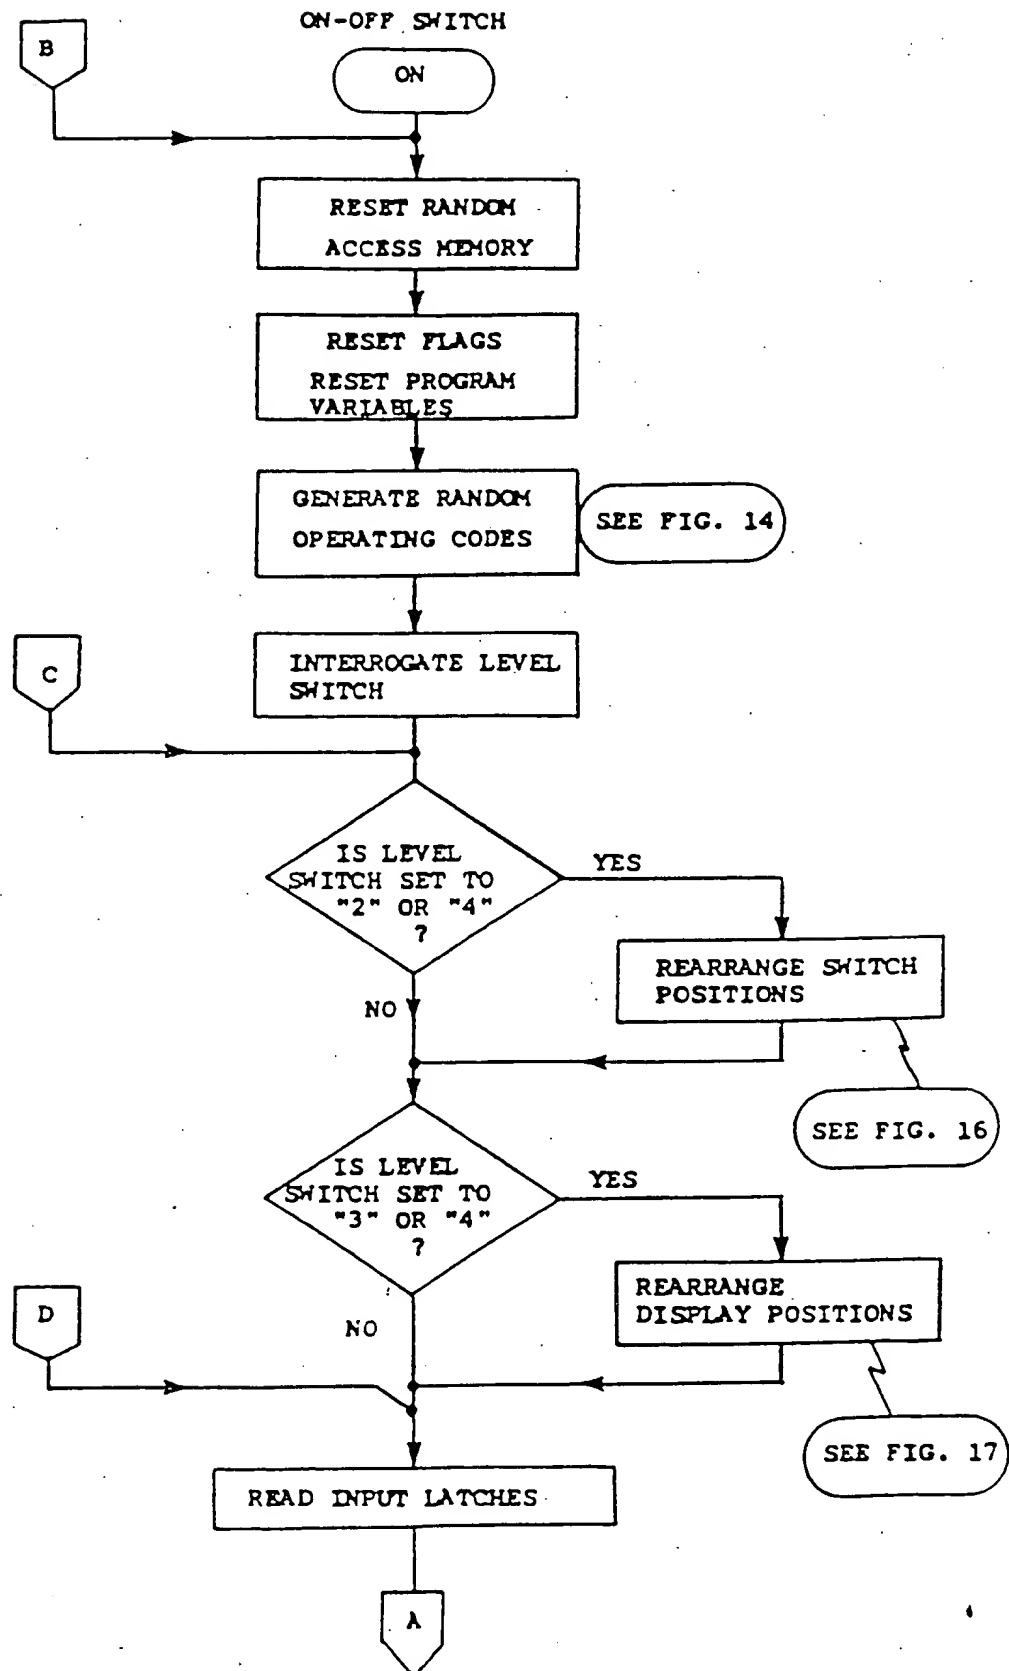 ON-OFF SWITCH
B
ON
RESET RANDOM
ACCESS MEMORY
RESET FLAGS
RESET PROGRAM
VARIABLES
GENERATE RANDOM
OPERATING CODES
SEE FIG. 14
INTERROGATE LEVEL
SWITCH
C
IS LEVEL
SWITCH SET TO
"2" OR "4"
?
YES
REARRANGE SWITCH
POSITIONS
NO
SEE FIG. 16
IS LEVEL
SWITCH SET TO
"3" OR "4"
?
YES
REARRANGE
DISPLAY POSITIONS
D
NO
SEE FIG. 17
READ INPUT LATCHES
A